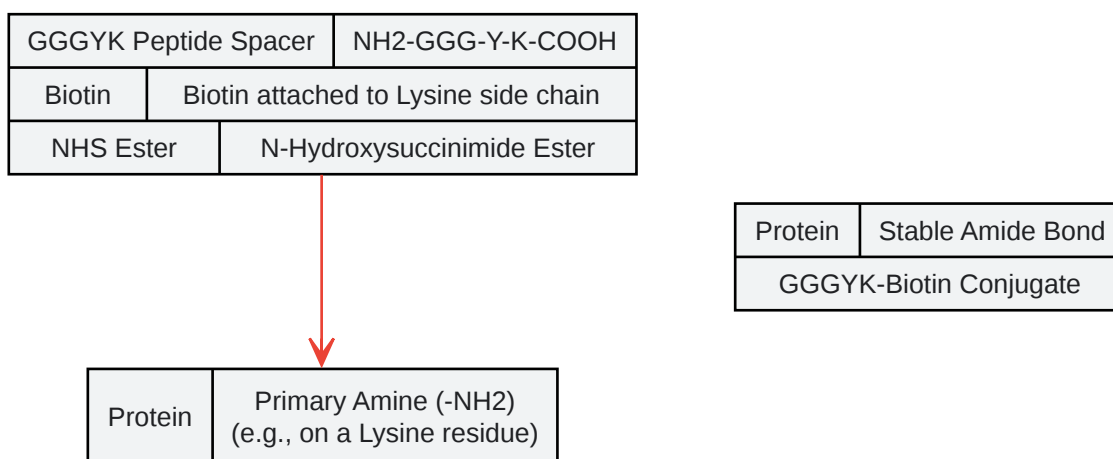 GGGYK Peptide Spacer NH2-GGG-Y-K-COOH
Biotin Biotin attached to Lysine side chain
NHS Ester N-Hydroxysuccinimide Ester
Protein Stable Amide Bond
GGGYK-Biotin Conjugate
Protein Primary Amine (-NH2)
(e.g., on a Lysine residue)